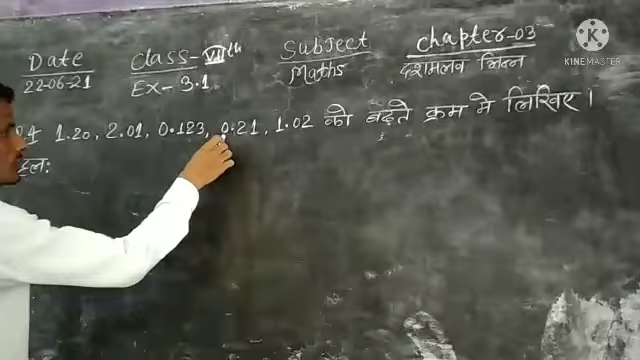 Date Class-VIIth Subject Chapter-03
22-06-21 Ex-3.1 Maths दशमलव भिन्न
1.20, 2.01, 0.123, 0.21, 1.02 को बढ़ते क्रम मे लिखिए।
हल:
KINEMASTER